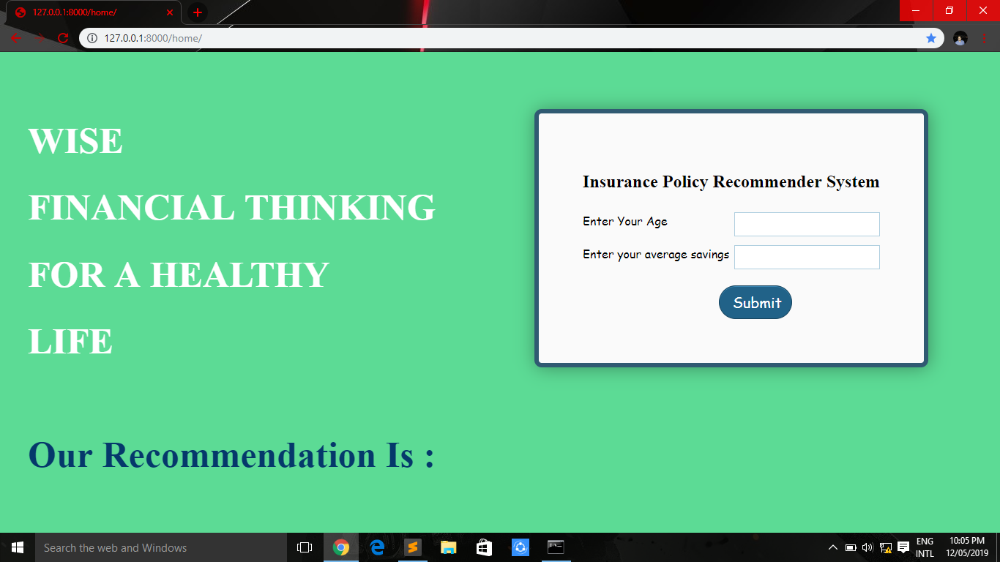 127.0.0.1:8000/home/
127.0.0.1:8000/home/
WISE
FINANCIAL THINKING
FOR A HEALTHY
LIFE
Insurance Policy Recommender System
Enter Your Age
Enter your average savings
Submit
Our Recommendation Is :
Search the web and Windows
ENG
INTL
10:05 PM
12/05/2019